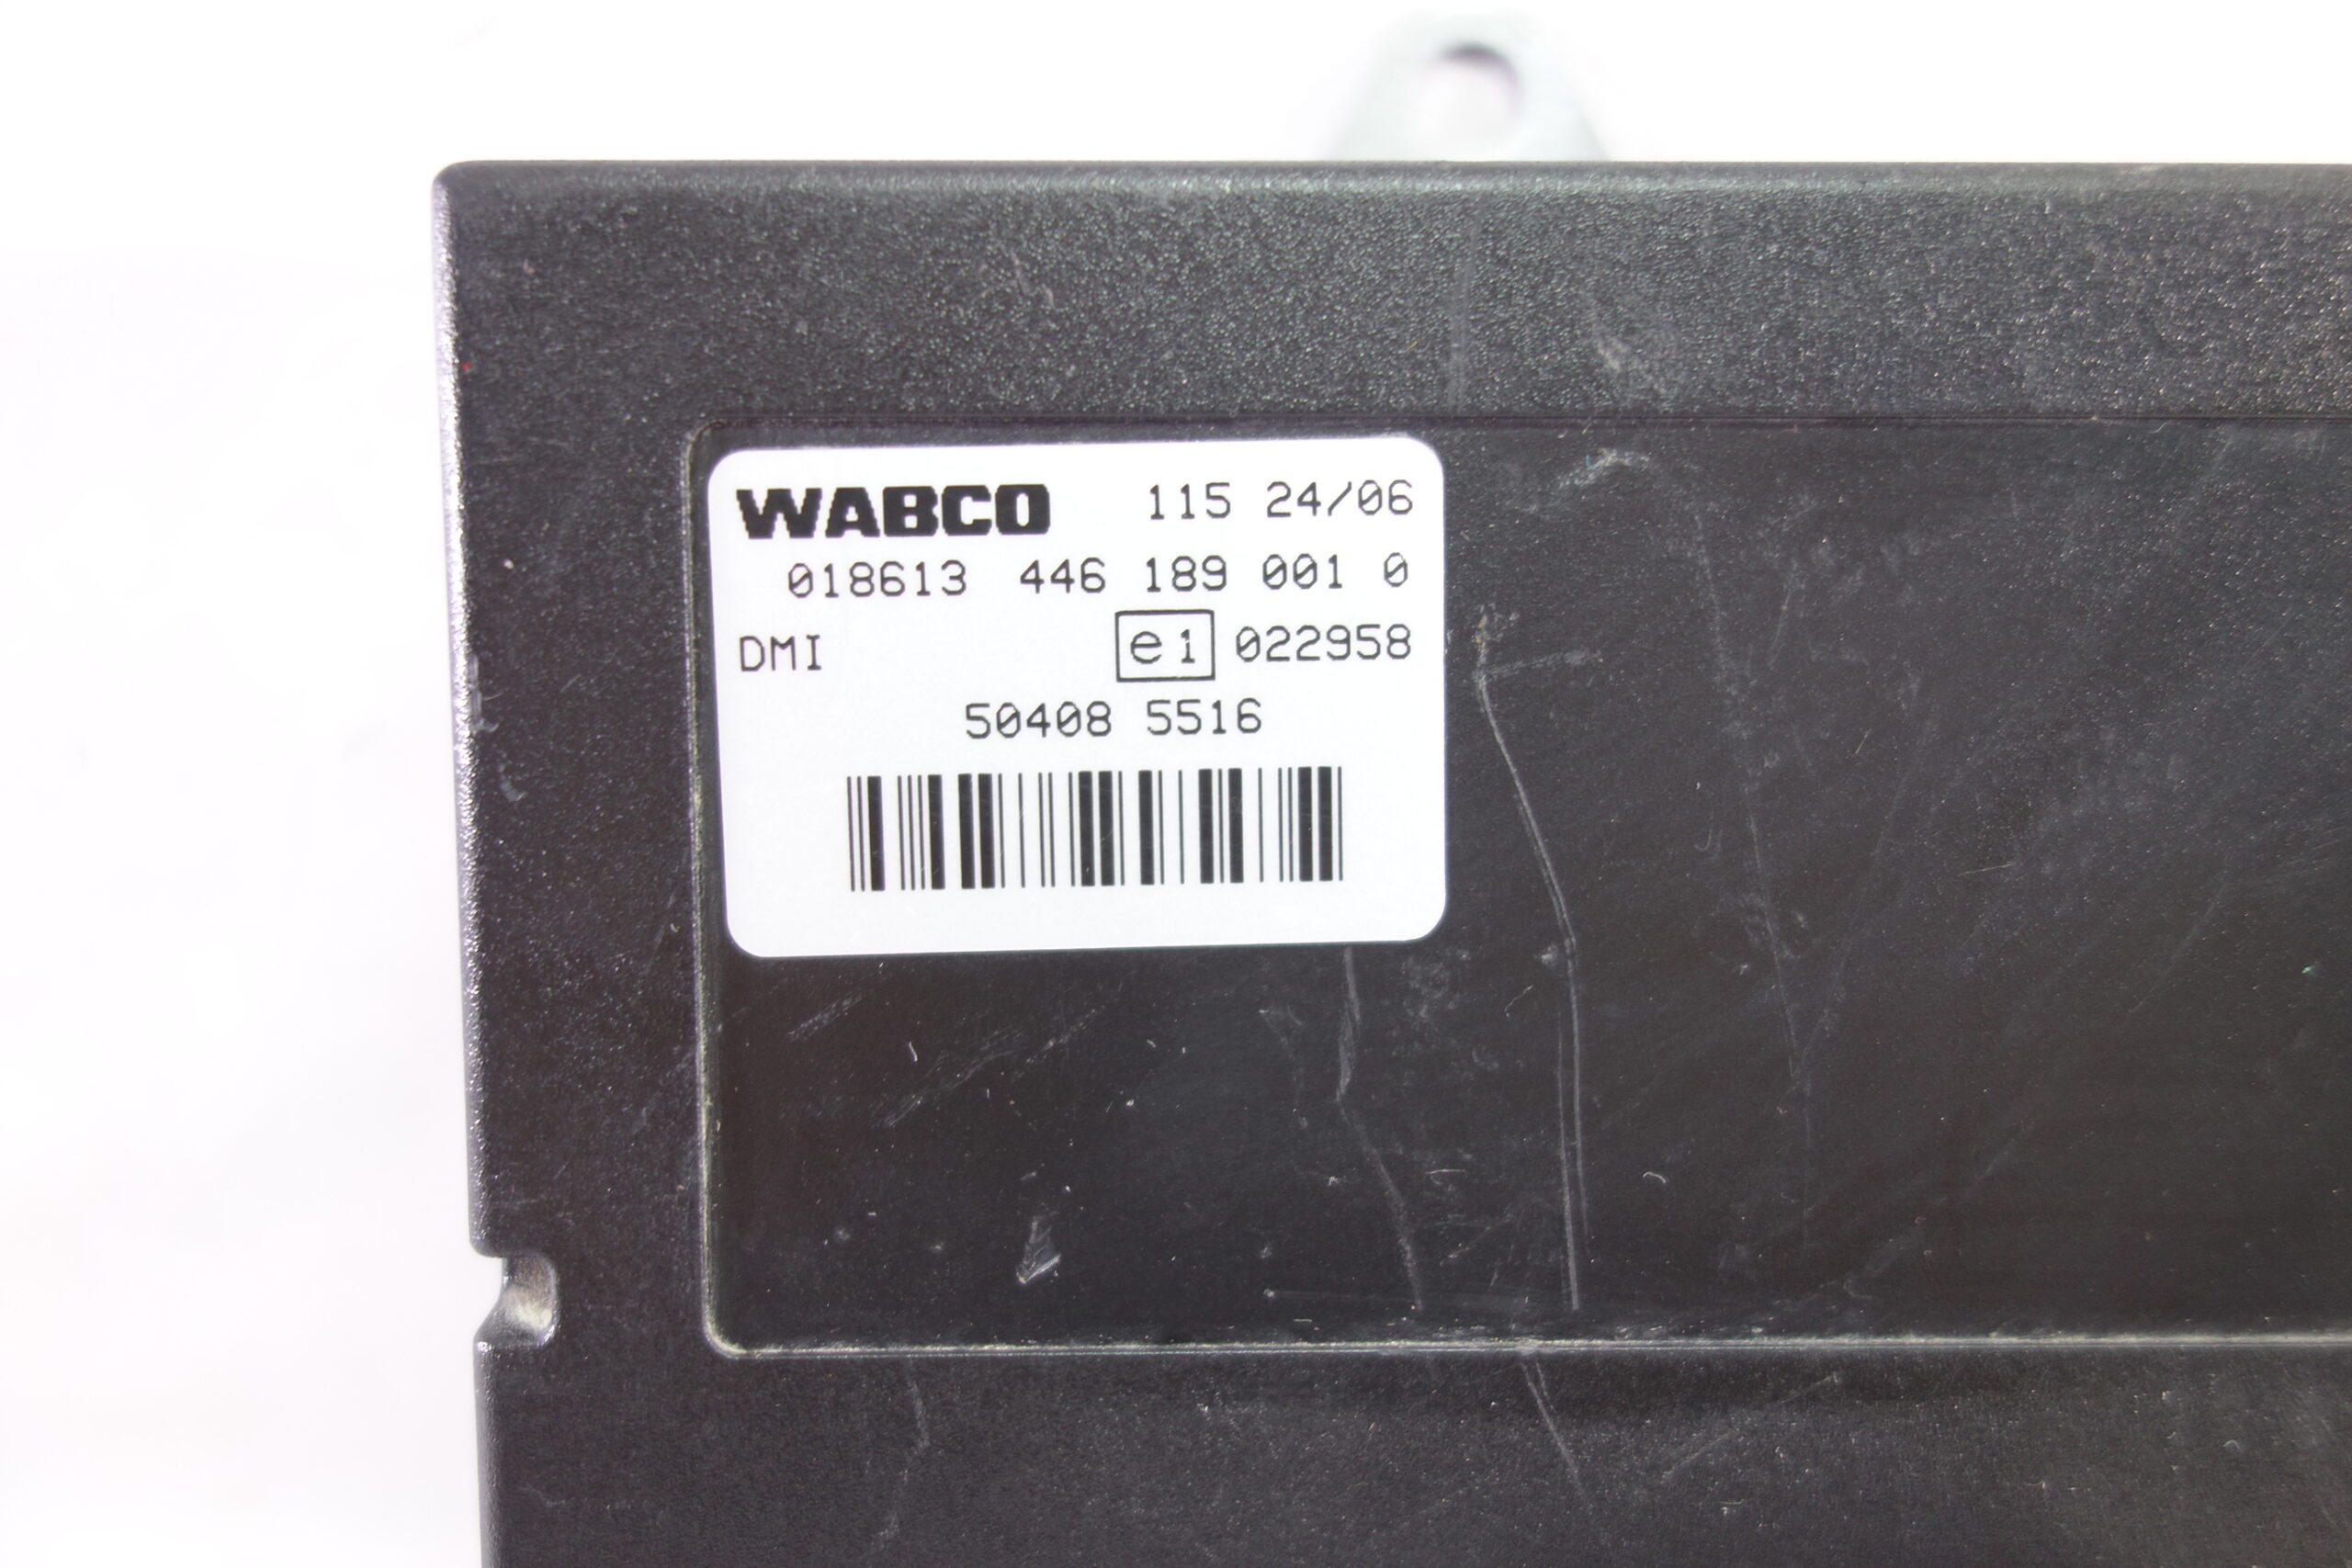 WABCO 115 24/06
018613 446 189 001 0
DMI e1 022958
50408 5516